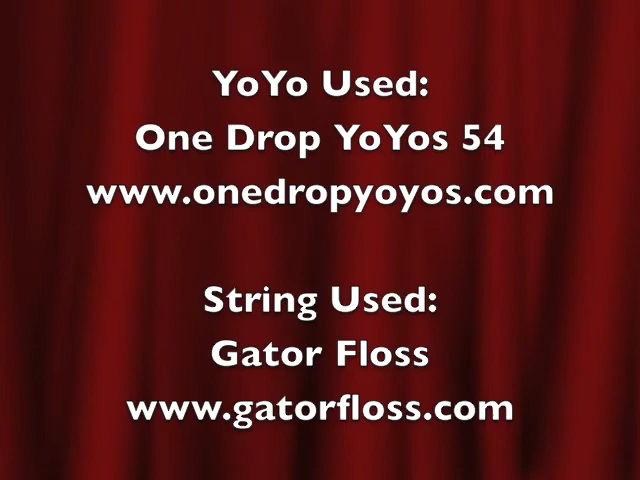 YoYo Used:
One Drop YoYos 54
www.onedropyoyos.com
String Used:
Gator Floss
www.gatorfloss.com